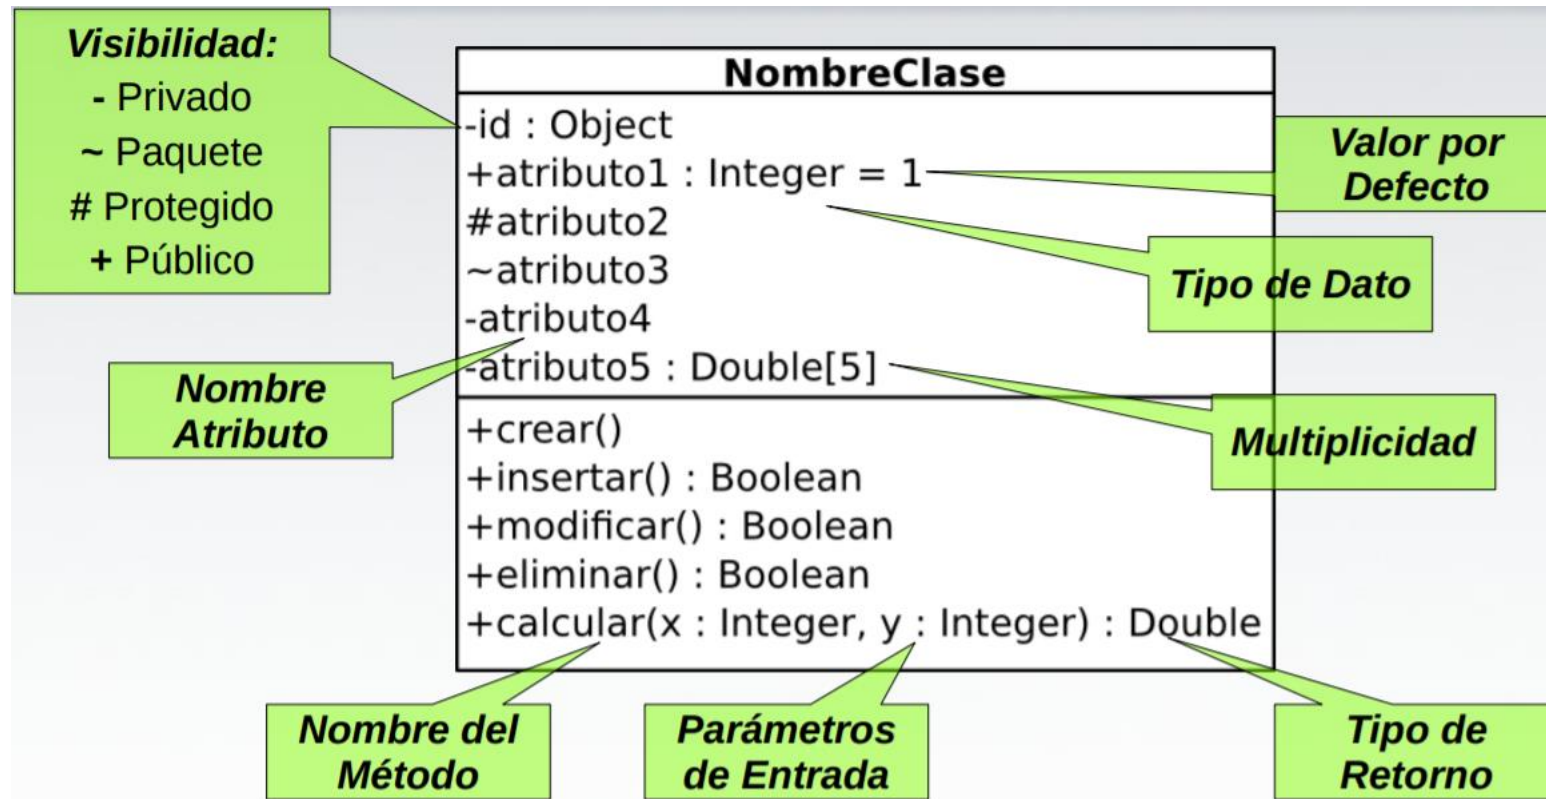 Visibilidad:
- Privado
~ Paquete
# Protegido
+ Público
NombreClase
-id : Object
+atributo1 : Integer = 1
#atributo2
~atributo3
-atributo4
-atributo5 : Double[5]
+crear()
+insertar() : Boolean
+modificar() : Boolean
+eliminar() : Boolean
+calcular(x : Integer, y : Integer) : Double
Valor por
Defecto
Tipo de Dato
Nombre
Atributo
Multiplicidad
Nombre del
Método
Parámetros
de Entrada
Tipo de
Retorno